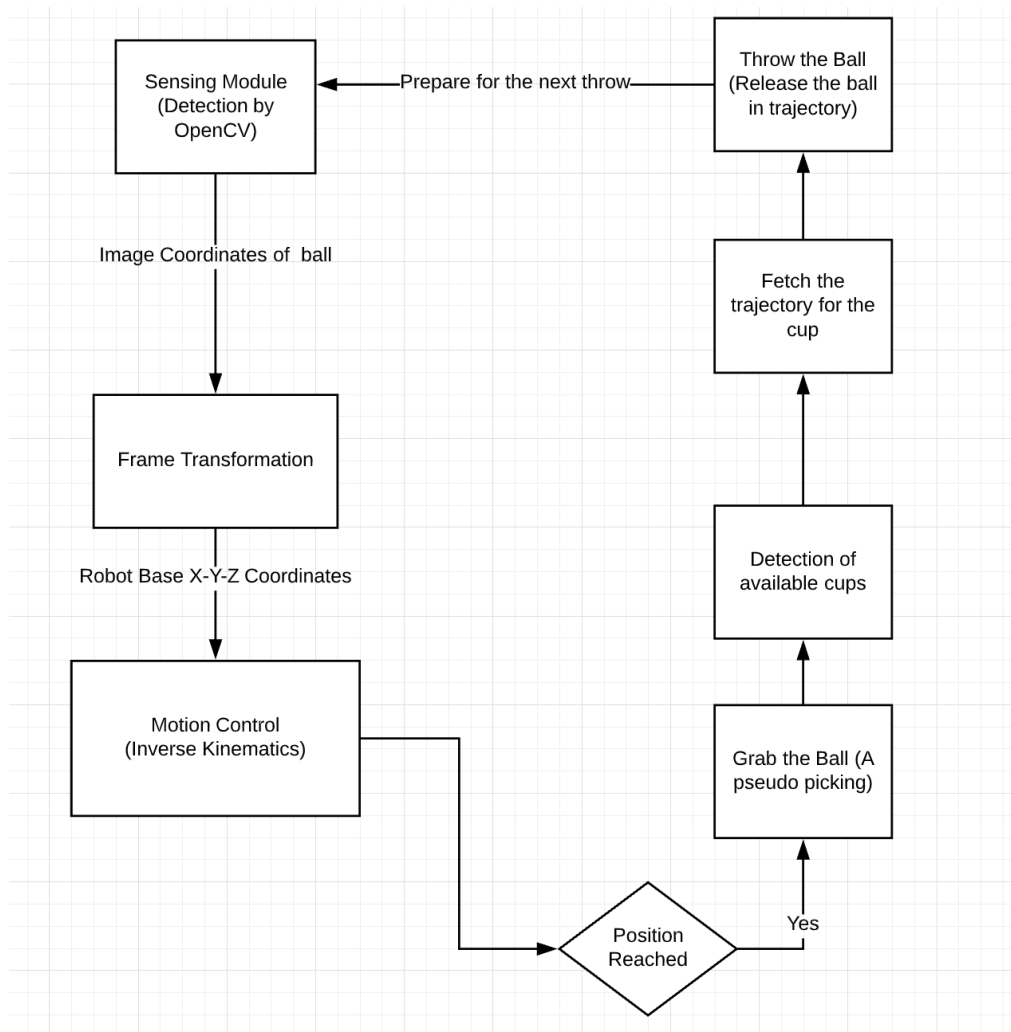 Sensing Module
(Detection by
OpenCV)
Prepare for the next throw
Throw the Ball
(Release the ball
in trajectory)
Image Coordinates of ball
Fetch the
trajectory for the
cup
Frame Transformation
Robot Base X-Y-Z Coordinates
Detection of
available cups
Motion Control
(Inverse Kinematics)
Grab the Ball (A
pseudo picking)
Position
Reached
Yes